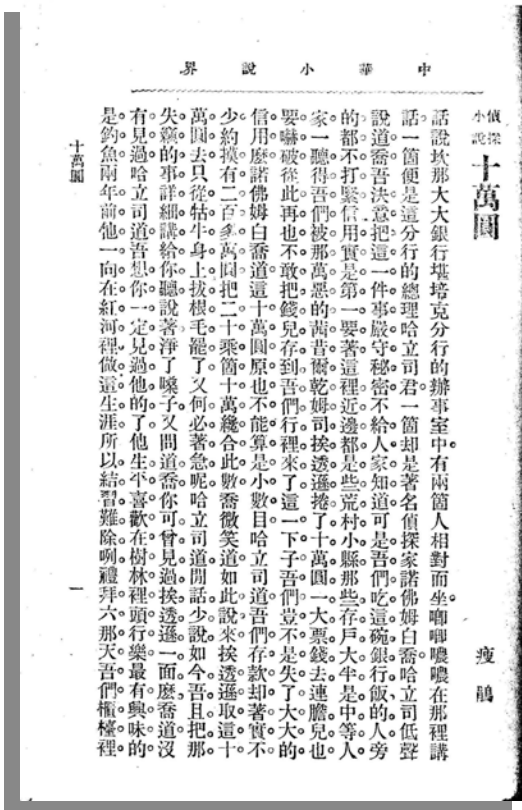 中華小說界
偵探小說 十萬圓
瘦鵑
話說坎那大大銀行堪培克分行的辦事室中有兩箇人相對而坐。唧唧噥噥在那裡講
話一箇便是這分行的總理哈立司君。一箇却是著名偵探家諾佛姆白喬。哈立司低聲
說道喬吾決意把這一件事嚴守秘密不給人家知道可是吾們吃這碗銀行飯的人旁
的都不打緊信用實是第一要著這裡近邊都是些荒村小縣那些存戶大半是中等人
家一聽得吾們被那萬惡的茜昔爾乾姆司挨透遜捲了十萬圓一大票錢去連膽兒也
要嚇破從此再也不敢把錢兒存到吾們行裡來了這一下子吾們豈不是失了大大的
信用麼諾佛姆白喬道這十萬圓原也不能算是小數目哈立司道吾們存款却著實不
少約摸有二百多萬圓把二十乘箇十萬纔合此數喬微笑道如此說來挨透遜取這十
萬圓去只從牯牛身上拔根毛罷了又何必著急呢哈立司道閒話少說如今吾且把那
失竊的事詳細講給你聽說著淨了嗓子又問道喬你可曾見過挨透遜一面麼喬道沒
有見過哈立司道吾想你一定見過他的了他生平喜歡在樹林裡頭行樂最有興味的
是釣魚兩年前他一向在紅河裡做這生涯所以結習難除咧禮拜六那天吾們櫃檯裡
十萬圓
一